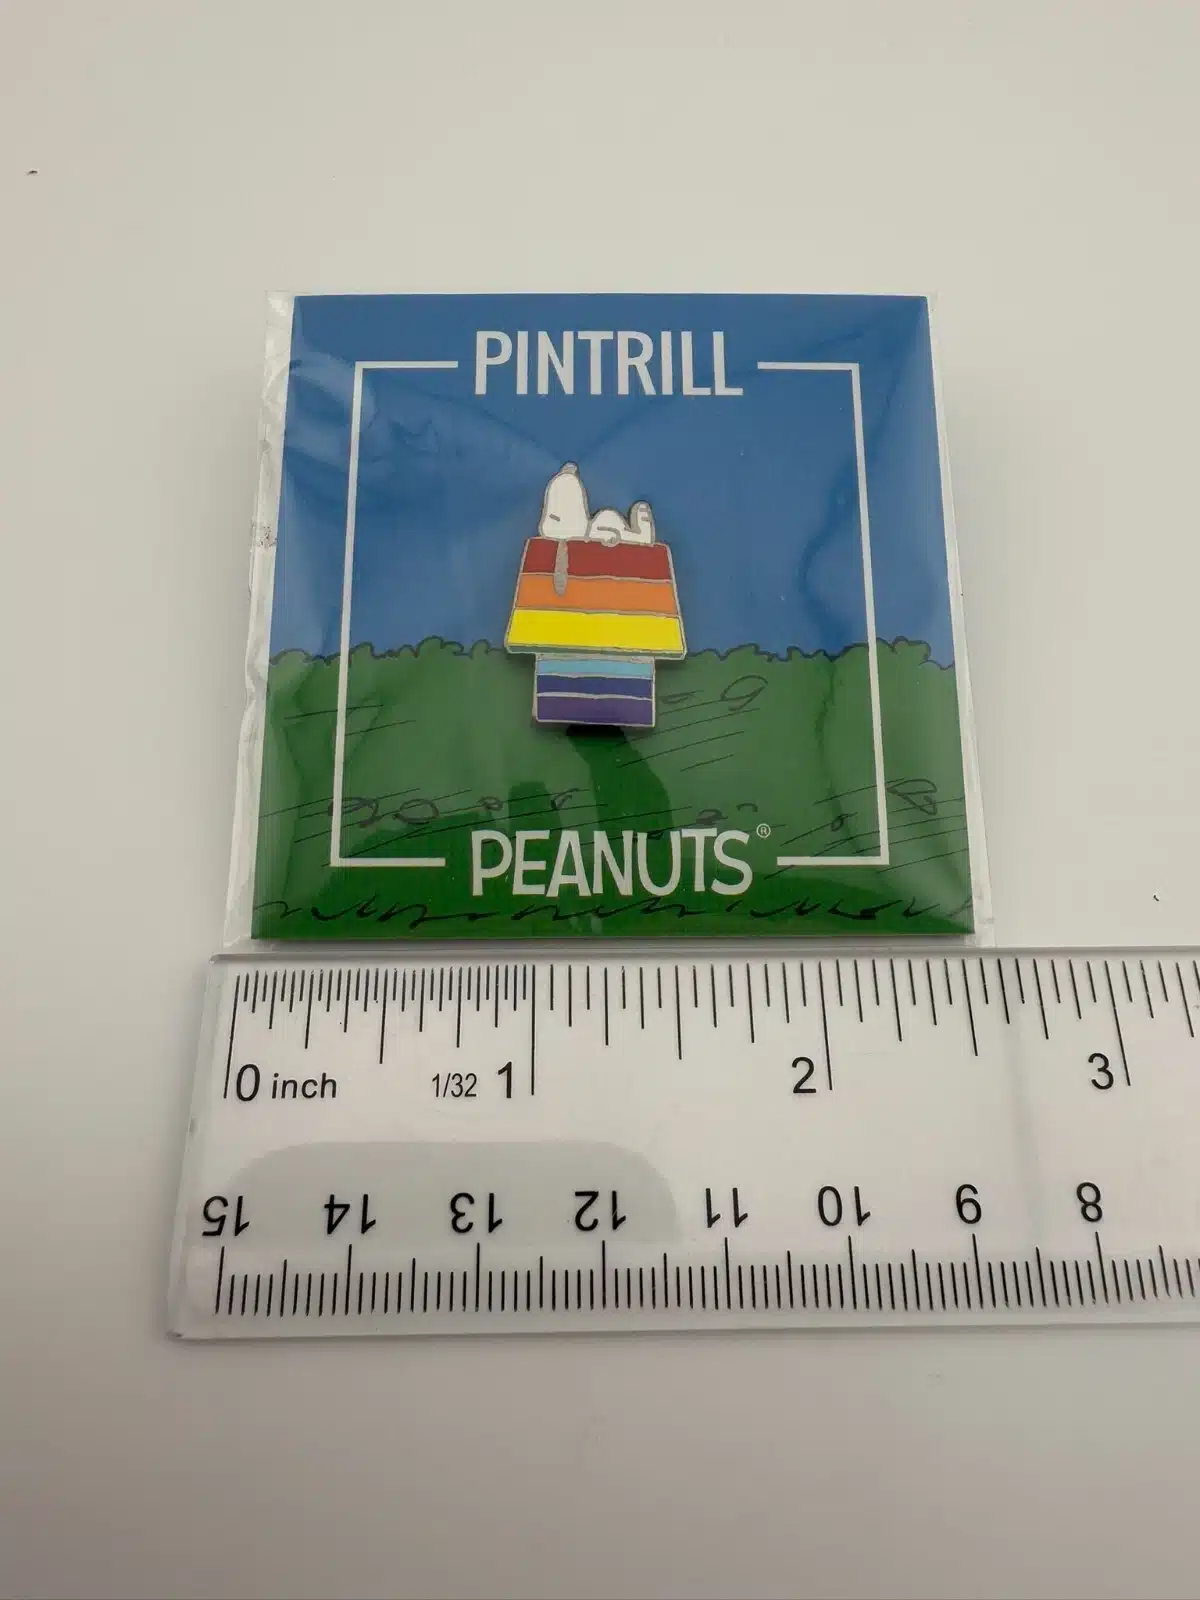 PINTRILL
PEANUTS®
0 inch 1/32 1 2 3
15 14 13 12 11 10 9 8